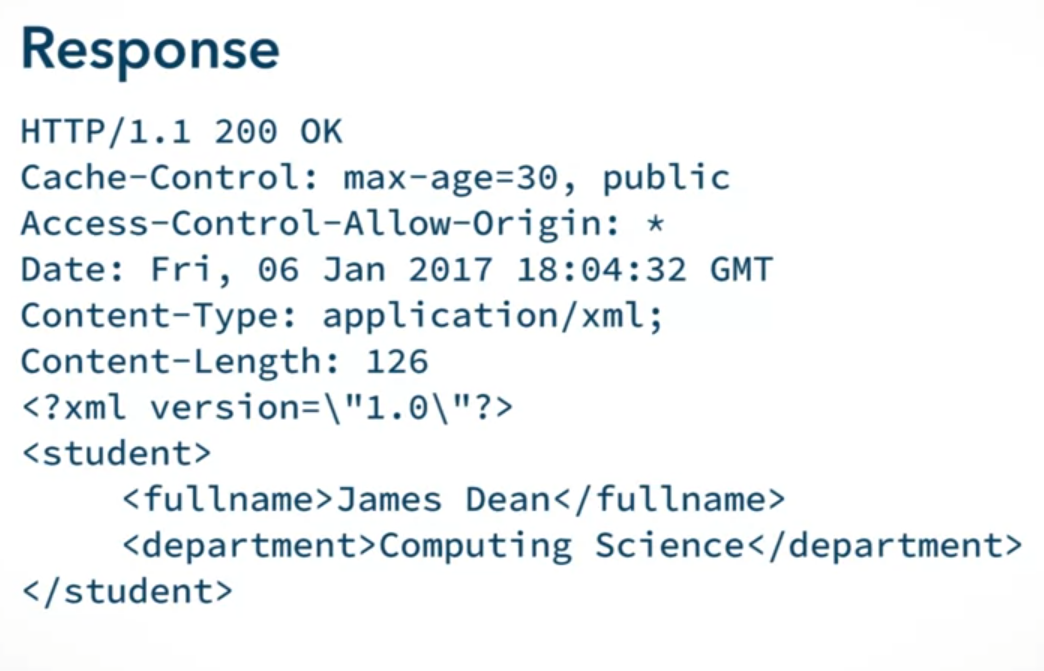 Response
HTTP/1.1 200 OK
Cache-Control: max-age=30, public
Access-Control-Allow-Origin: *
Date: Fri, 06 Jan 2017 18:04:32 GMT
Content-Type: application/xml;
Content-Length: 126
<?xml version=\"1.0\"?>
<student>
    <fullname>James Dean</fullname>
    <department>Computing Science</department>
</student>